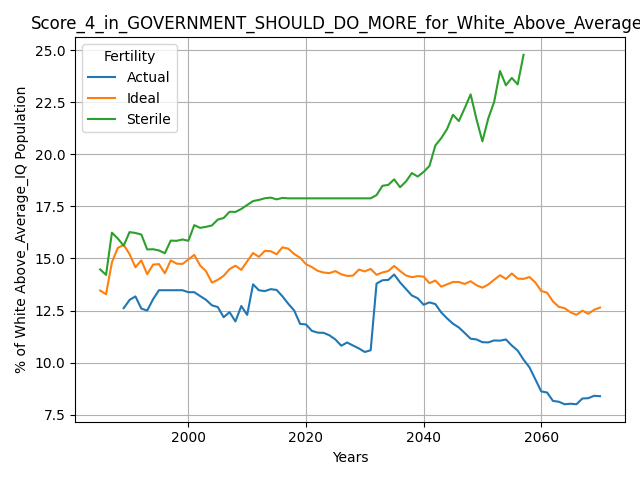 Score_4_in_GOVERNMENT_SHOULD_DO_MORE_for_White_Above_Average
Fertility
Actual
Ideal
Sterile
% of White Above_Average_IQ Population
25.0
22.5
20.0
17.5
15.0
12.5
10.0
7.5
2000
2020
2040
2060
Years